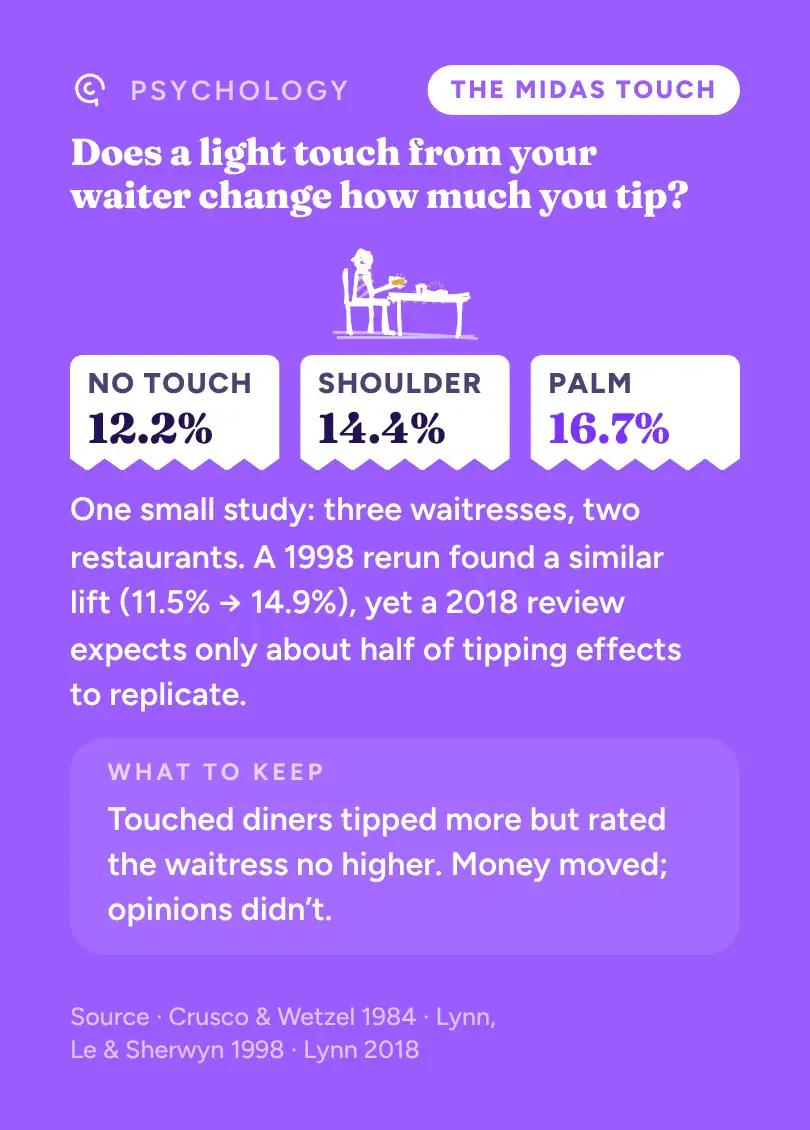 PSYCHOLOGY
THE MIDAS TOUCH
Does a light touch from your
waiter change how much you tip?
NO TOUCH
12.2%
SHOULDER
14.4%
PALM
16.7%
One small study: three waitresses, two
restaurants. A 1998 rerun found a similar
lift (11.5% → 14.9%), yet a 2018 review
expects only about half of tipping effects
to replicate.
WHAT TO KEEP
Touched diners tipped more but rated
the waitress no higher. Money moved;
opinions didn’t.
Source · Crusco & Wetzel 1984 · Lynn,
Le & Sherwyn 1998 · Lynn 2018